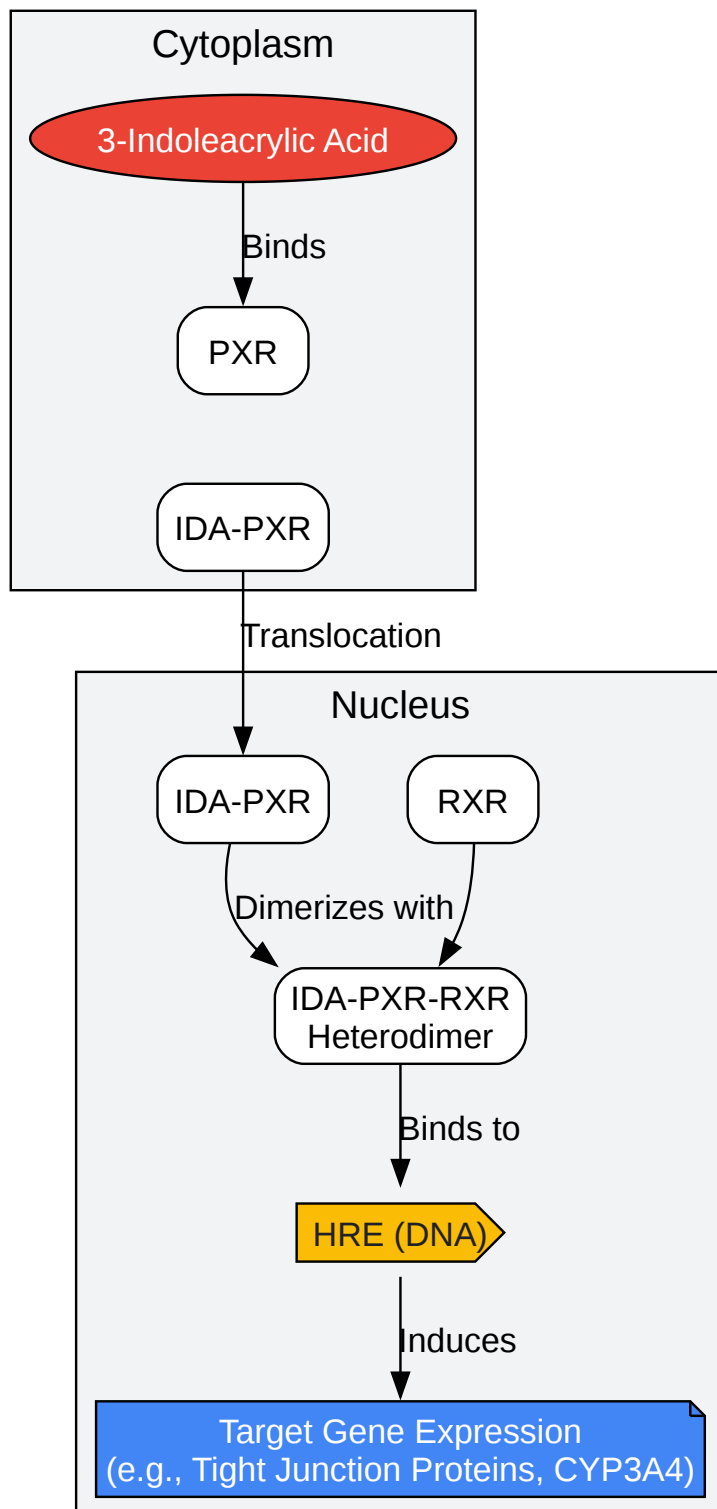 Cytoplasm
3-Indoleacrylic Acid
Binds
PXR
IDA-PXR
Translocation
Nucleus
IDA-PXR
RXR
Dimerizes with
IDA-PXR-RXR
Heterodimer
Binds to
HRE (DNA)
Induces
Target Gene Expression
(e.g., Tight Junction Proteins, CYP3A4)